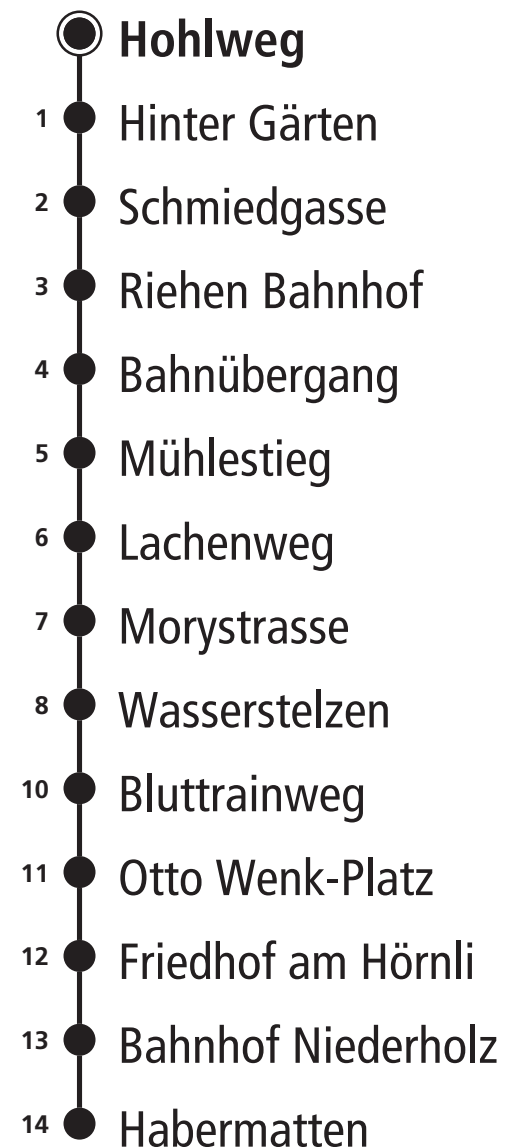 Hohlweg
1 Hinter Gärten
2 Schmiedgasse
3 Riehen Bahnhof
4 Bahnübergang
5 Mühlestieg
6 Lachenweg
7 Morystrasse
8 Wasserstelzen
10 Bluttrainweg
11 Otto Wenk-Platz
12 Friedhof am Hörnli
13 Bahnhof Niederholz
14 Habermatten